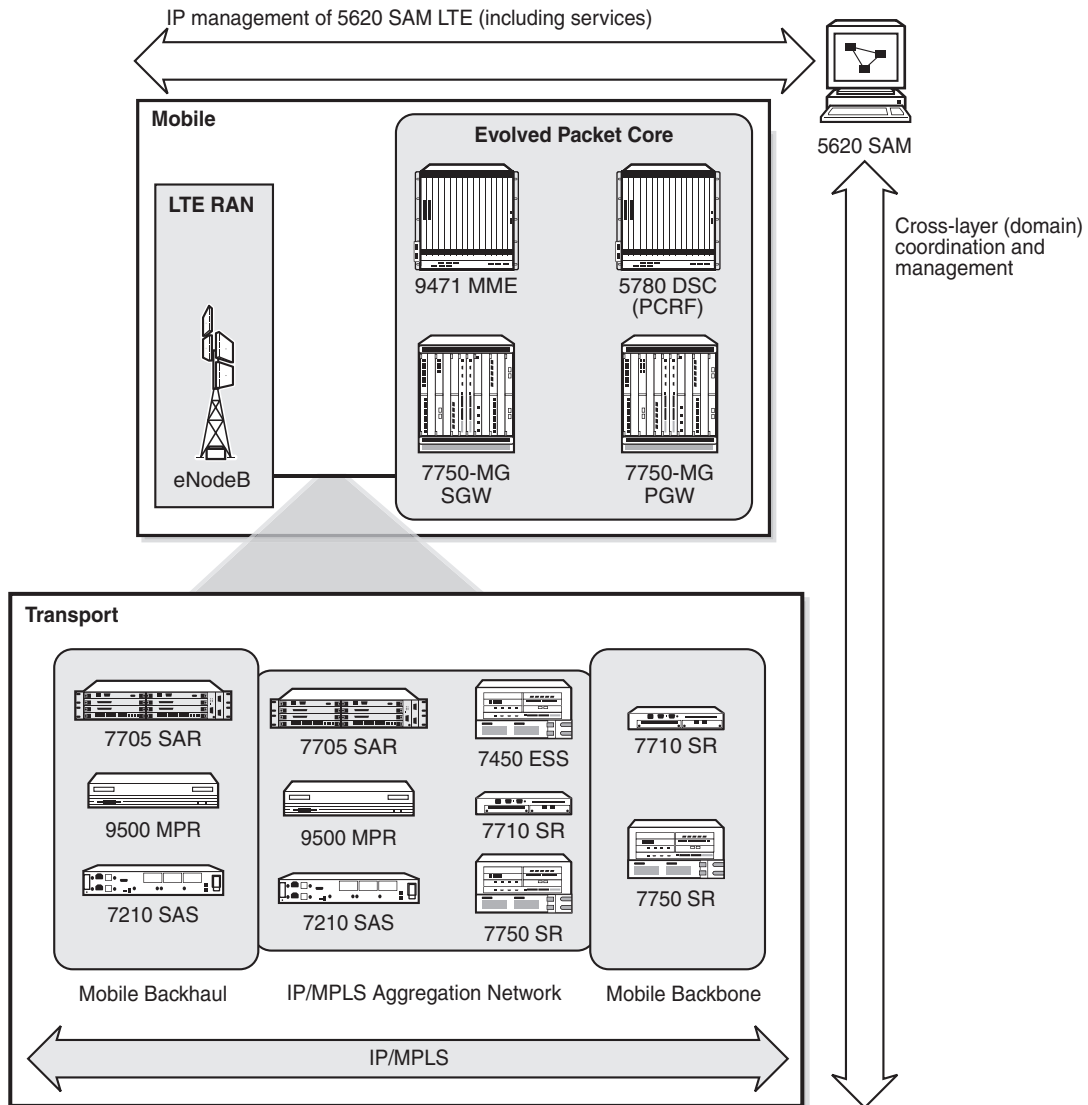 IP management of 5620 SAM LTE (including services)
5620 SAM
Mobile
Evolved Packet Core
LTE RAN
9471 MME
5780 DSC
(PCRF)
eNodeB
7750-MG
SGW
7750-MG
PGW
Cross-layer (domain)
coordination and
management
Transport
7705 SAR
9500 MPR
7210 SAS
7705 SAR
9500 MPR
7210 SAS
7450 ESS
7710 SR
7750 SR
7710 SR
7750 SR
Mobile Backhaul
IP/MPLS Aggregation Network
Mobile Backbone
IP/MPLS